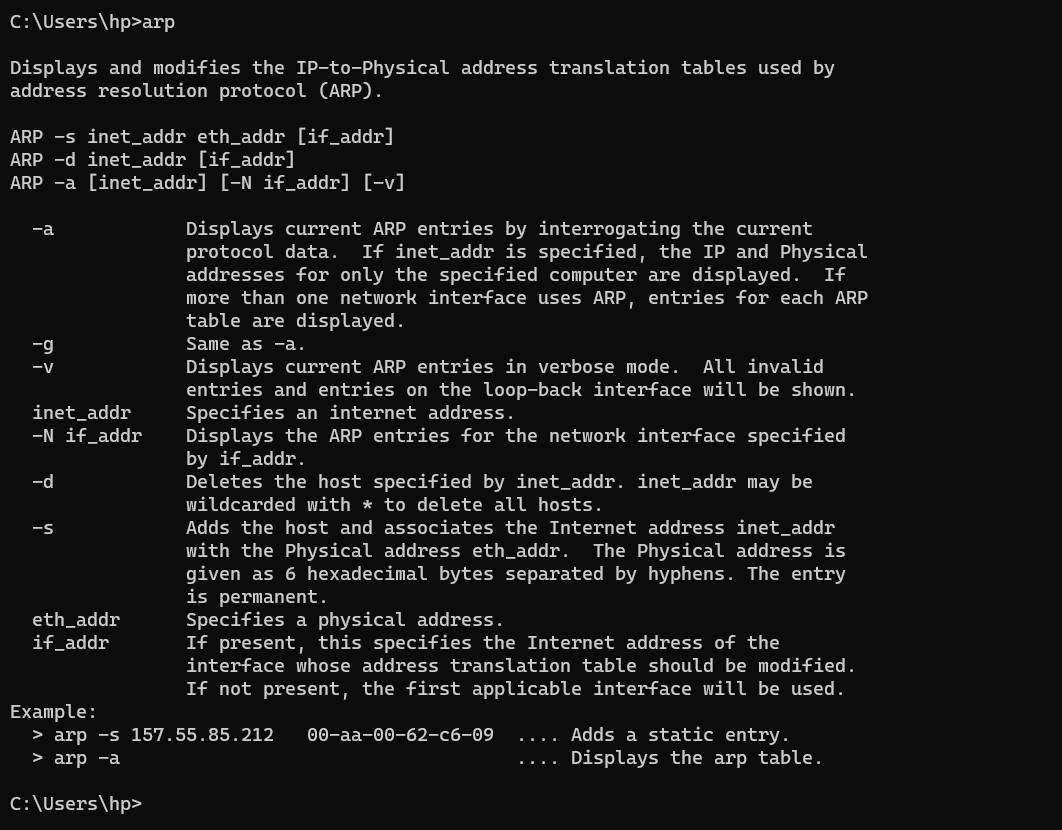 C:\Users\hp>arp
Displays and modifies the IP-to-Physical address translation tables used by
address resolution protocol (ARP).
ARP -s inet_addr eth_addr [if_addr]
ARP -d inet_addr [if_addr]
ARP -a [inet_addr] [-N if_addr] [-v]
  -a            Displays current ARP entries by interrogating the current
                protocol data.  If inet_addr is specified, the IP and Physical
                addresses for only the specified computer are displayed.  If
                more than one network interface uses ARP, entries for each ARP
                table are displayed.
  -g            Same as -a.
  -v            Displays current ARP entries in verbose mode.  All invalid
                entries and entries on the loop-back interface will be shown.
  inet_addr     Specifies an internet address.
  -N if_addr    Displays the ARP entries for the network interface specified
                by if_addr.
  -d            Deletes the host specified by inet_addr. inet_addr may be
                wildcarded with * to delete all hosts.
  -s            Adds the host and associates the Internet address inet_addr
                with the Physical address eth_addr.  The Physical address is
                given as 6 hexadecimal bytes separated by hyphens. The entry
                is permanent.
  eth_addr      Specifies a physical address.
  if_addr       If present, this specifies the Internet address of the
                interface whose address translation table should be modified.
                If not present, the first applicable interface will be used.
Example:
  > arp -s 157.55.85.212   00-aa-00-62-c6-09  .... Adds a static entry.
  > arp -a                                    .... Displays the arp table.
C:\Users\hp>